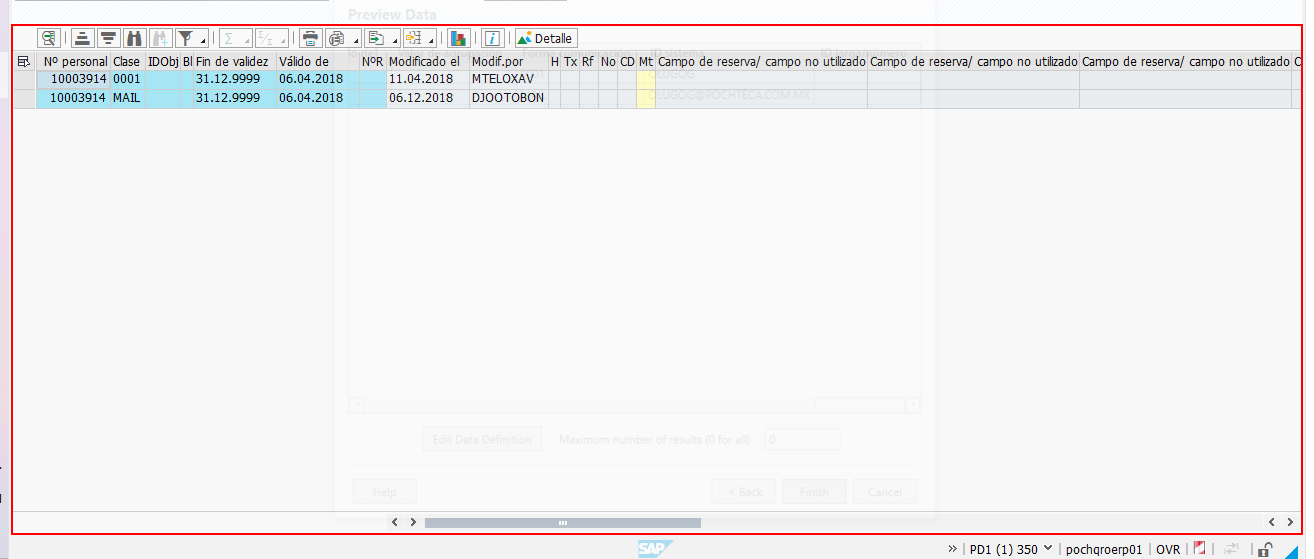 Preview Data
Detalle
Nº personal Clase IDObj Bl Fin de validez Válido de NºR Modificado el Modif.por H Tx Rf No CD Mt Campo de reserva/ campo no utilizado Campo de reserva/ campo no utilizado Campo de reserva/ campo no utilizado C
10003914 0001 31.12.9999 06.04.2018 11.04.2018 MTELOXAV
OLUGOG
10003914 MAIL 31.12.9999 06.04.2018 06.12.2018 DJOOTOBON
OLUGOG@POCHTECA.COM.MX
Edit Data Definition Maximum number of results (0 for all) 0
Help < Back Finish Cancel
SAP
» PD1 (1) 350 pochqroerp01 OVR